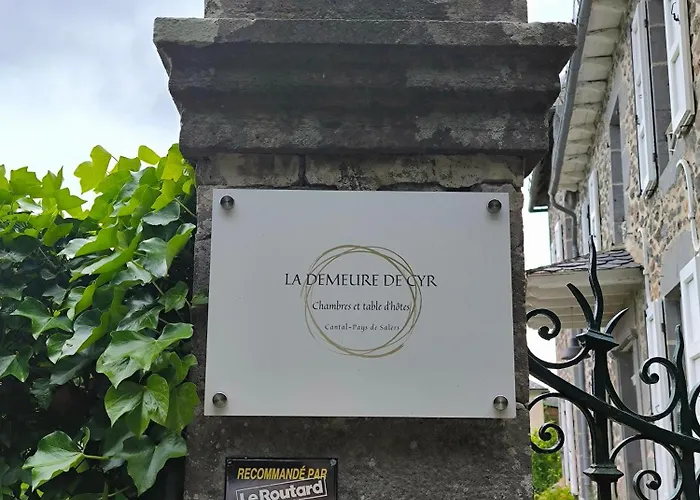 LA DEMEURE DE CYR
Chambres et table d'hôtes
Cantal-Pays de Salers
RECOMMANDÉ PAR
Le Routard